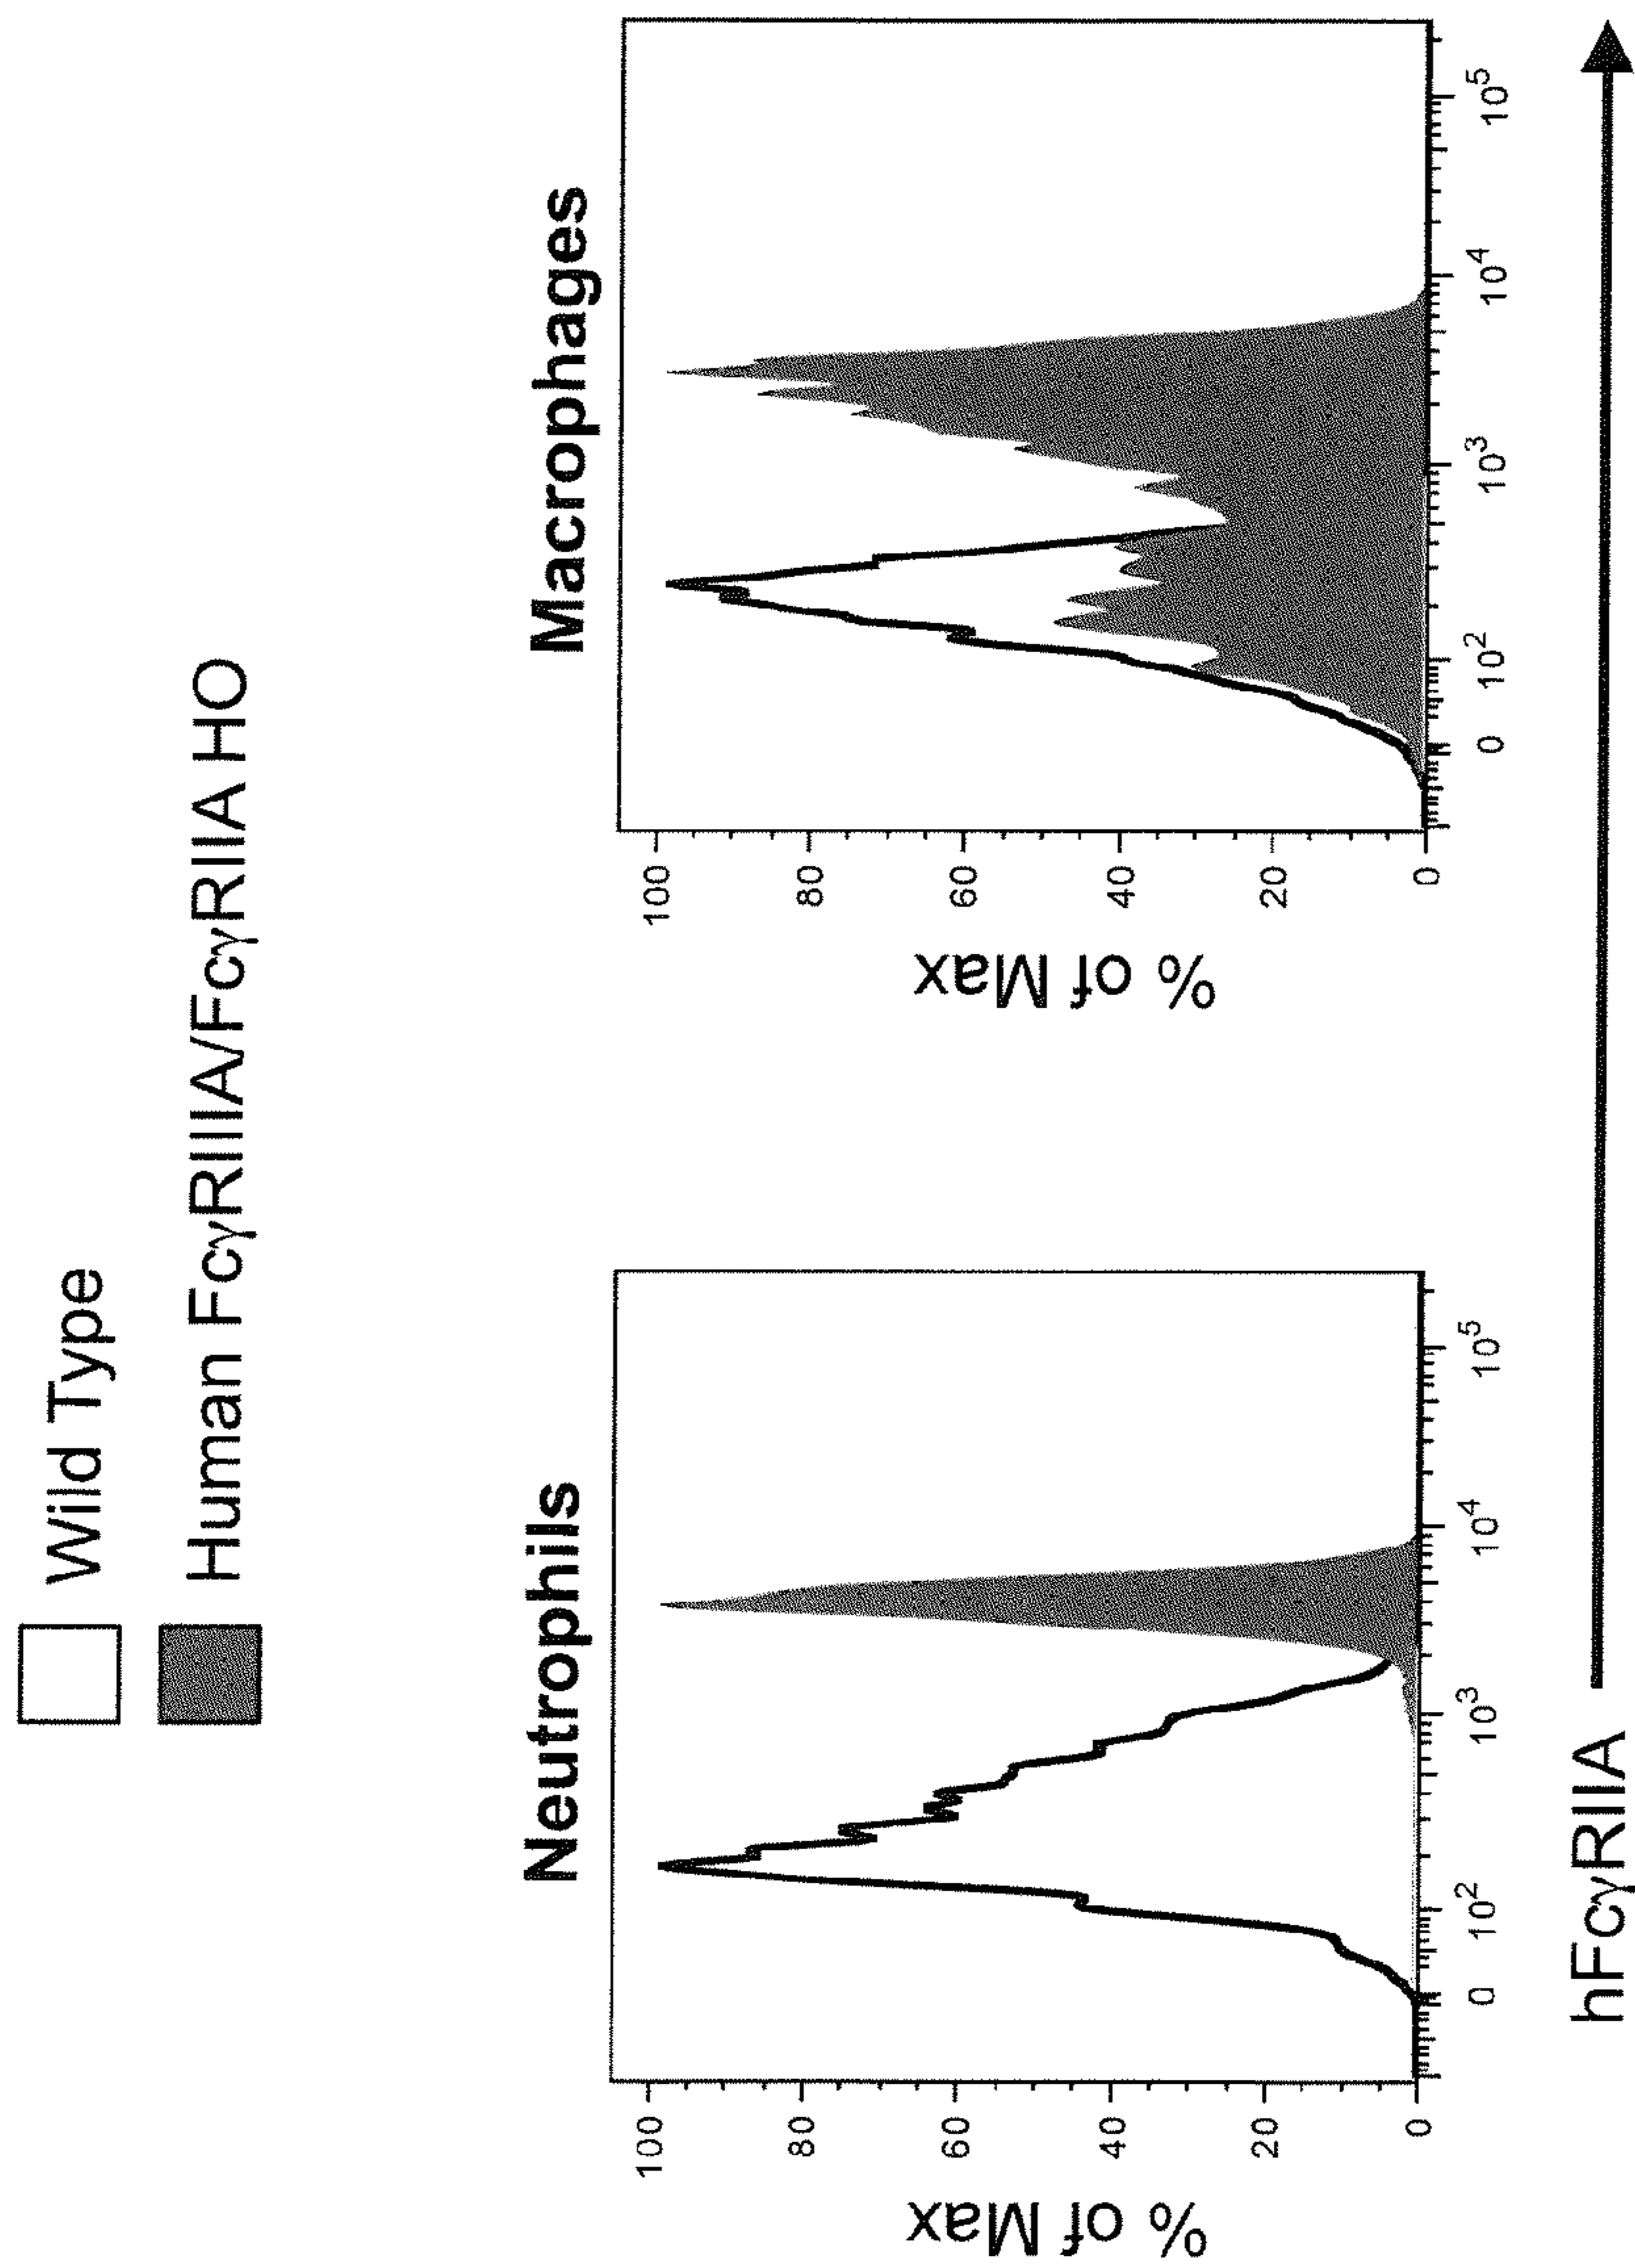 Wild Type
Human FcγRIIIA/FcγRIIA HO
Neutrophils
% of Max
100
80
60
40
20
0
0 10² 10³ 10⁴ 10⁵
Macrophages
% of Max
100
80
60
40
20
0
0 10² 10³ 10⁴ 10⁵
hFcγRIIA